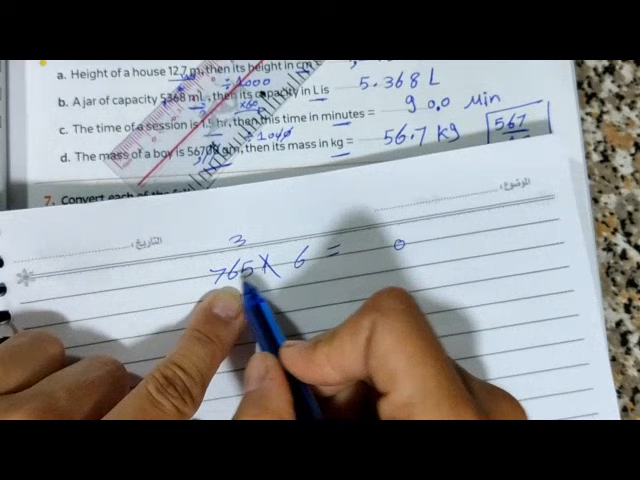 a. Height of a house 12.7 m, then its height in cm
÷ 1000
b. A jar of capacity 5368 mL, then its capacity in L is 5.368 L
x60
c. The time of a session is 1.5 hr, then this time in minutes = 90,0 Min
d. The mass of a boy is 56700 gm, then its mass in kg = 56.7 kg
567
7. Convert each of the
الموضوع:
التاريخ:
3
765 X 6 = 0